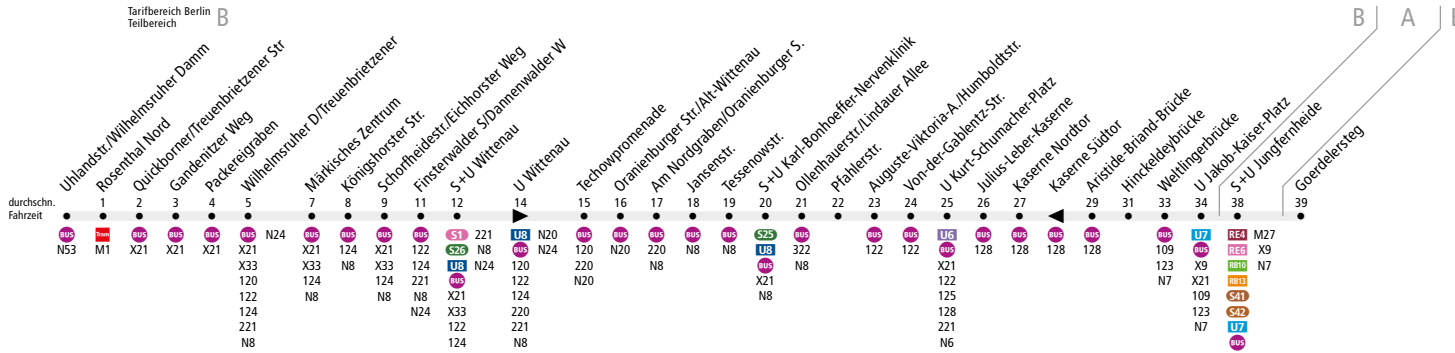 Tarifbereich Berlin
Teilbereich
B
B
A
Uhlandstr./Wilhelmsruher Damm
Rosenthal Nord
Quickborner/Treuenbrietzener Str
Gandenitzer Weg
Packereigraben
Wilhelmsruher D/Treuenbrietzener
Märkisches Zentrum
Königshorster Str.
Schorfheidestr./Eichhorster Weg
Finsterwalder S/Dannenwalder W
S+U Wittenau
U Wittenau
Techowpromenade
Oranienburger Str./Alt-Wittenau
Am Nordgraben/Oranienburger S.
Jansenstr.
Tessenowstr.
S+U Karl-Bonhoeffer-Nervenklinik
Ollenhauerstr./Lindauer Allee
Pfahlerstr.
Auguste-Viktoria-A./Humboldtstr.
Von-der-Gablentz-Str.
U Kurt-Schumacher-Platz
Julius-Leber-Kaserne
Kaserne Nordtor
Kaserne Südtor
Aristide-Briand-Brücke
Hinckeldeybrücke
Weltlingerbrücke
U Jakob-Kaiser-Platz
S+U Jungfernheide
Goerdelersteg
durchschn.
Fahrzeit
1 2 3 4 5 7 8 9 11 12 14 15 16 17 18 19 20 21 22 23 24 25 26 27 28 29 31 33 34 38 39
BUS Tram BUS BUS BUS BUS N24 BUS BUS BUS BUS S1 221 U8 N20 BUS BUS BUS BUS BUS S25 BUS BUS BUS U6 BUS BUS BUS BUS BUS U7 RE4 M27
N53 M1 X21 X21 X21 X21 X21 124 X21 122 S26 N8 BUS N24 120 N20 220 N8 N8 U8 322 122 122 BUS 128 128 128 128 109 BUS RE6 X9
X33 X33 N8 X33 124 U8 N24 120 220 N8 BUS N8 X21 123 X9 RB10 N7
120 124 124 221 BUS 122 N20 X21 122 N7 X21 RB13
122 N8 N8 N8 X21 124 N8 125 109 S41
124 N24 X33 220 128 123 S42
221 122 221 221 N7 U7
N8 124 N8 N6 BUS